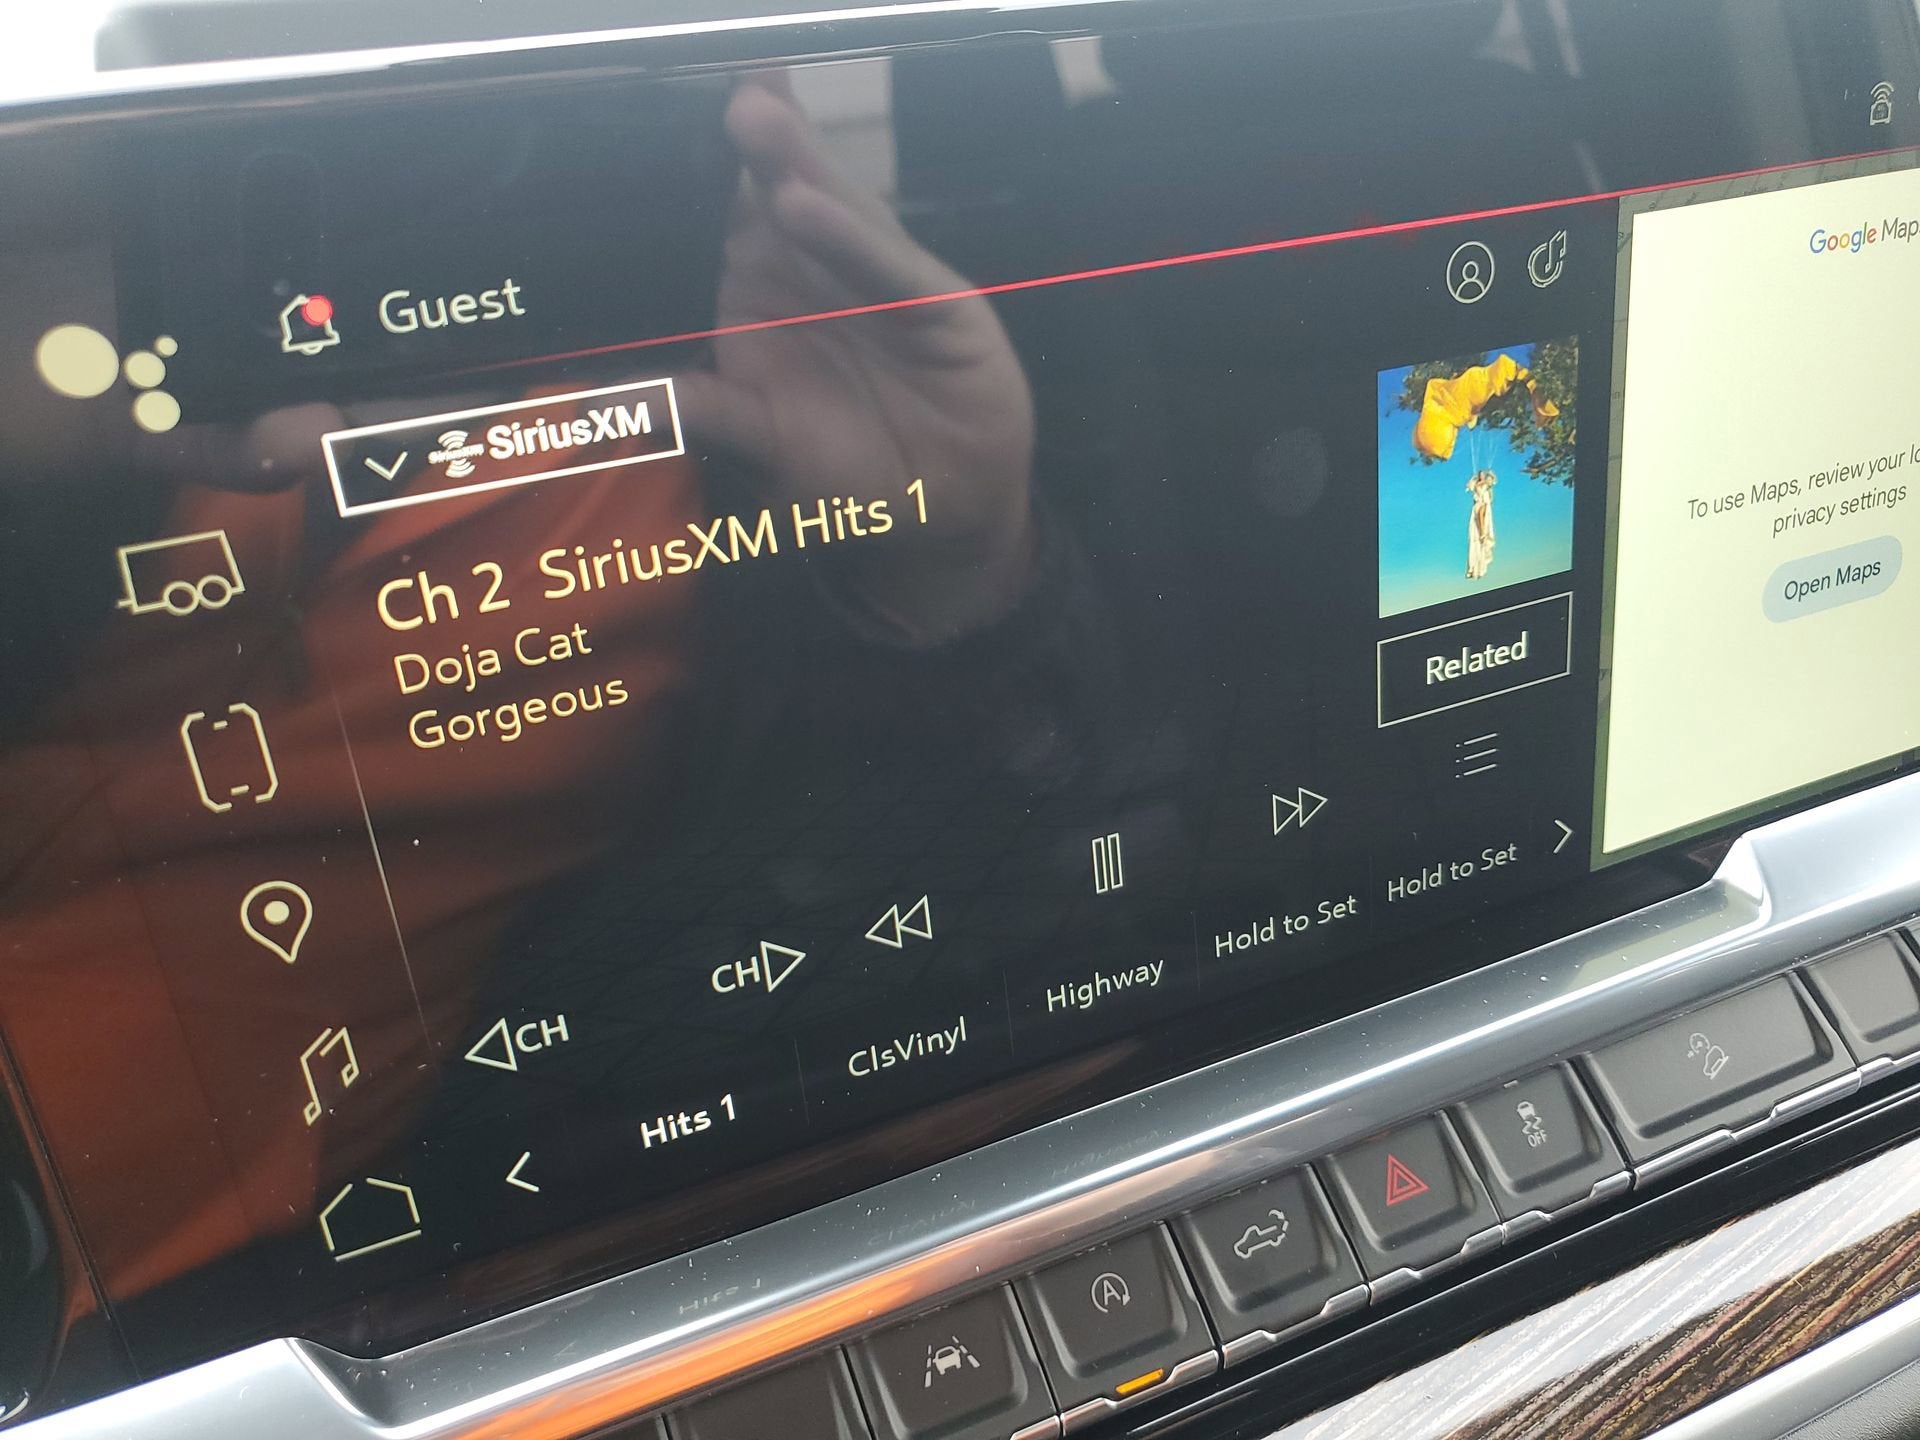 Guest
SiriusXM
Ch 2 SiriusXM Hits 1
Doja Cat
Gorgeous
Related
CH
CH
Hits 1
ClsVinyl
Highway
Hold to Set
Hold to Set
Google Maps
To use Maps, review your
privacy settings
Open Maps
A
OFF